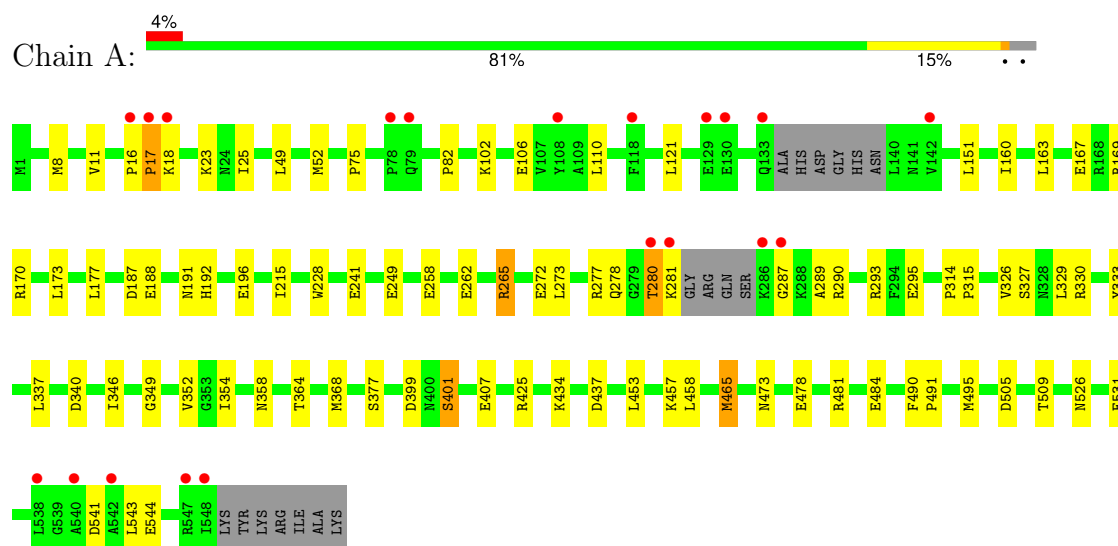 4%
Chain A:
81% 15% • •
M1 M8 V11 P16 P17 K18 K23 N24 I25 L49 M52 P75 P78 Q79 P82 K102 E106 V107 Y108 A109 L110 F118 L121 E129 E130 Q133 ALA HIS ASP GLY HIS ASN L140 N141 V142 L151 I160 L163 E167 R168 R169
R170 L173 L177 D187 E188 N191 H192 E196 I215 W228 E241 E249 E258 E262 R265 E272 L273 R277 Q278 G279 T280 K281 GLY ARG GLN SER K286 G287 K288 A289 R290 R293 F294 E295 P314 P315 V326 S327 N328 L329 R330 Y333
L337 D340 I346 G349 V352 G353 I354 N358 T364 M368 S377 D399 N400 S401 E407 R425 K434 D437 L453 K457 L458 M465 N473 E478 R481 E484 F490 P491 M495 D505 T509 N526
L538 G539 A540 D541 A542 L543 E544 R547 I548 LYS TYR LYS ARG ILE ALA LYS